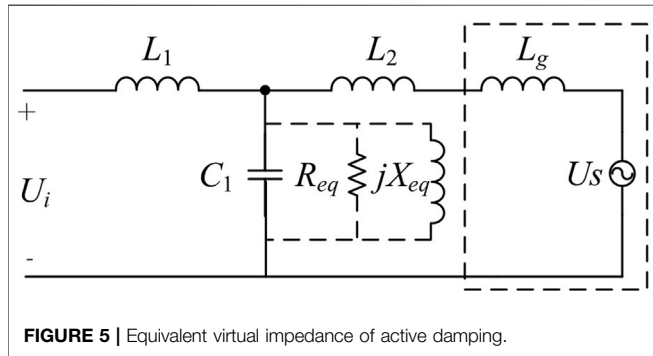 L1 L2 Lg
+
Ui C1 Req jXeq Us
-
FIGURE 5 | Equivalent virtual impedance of active damping.